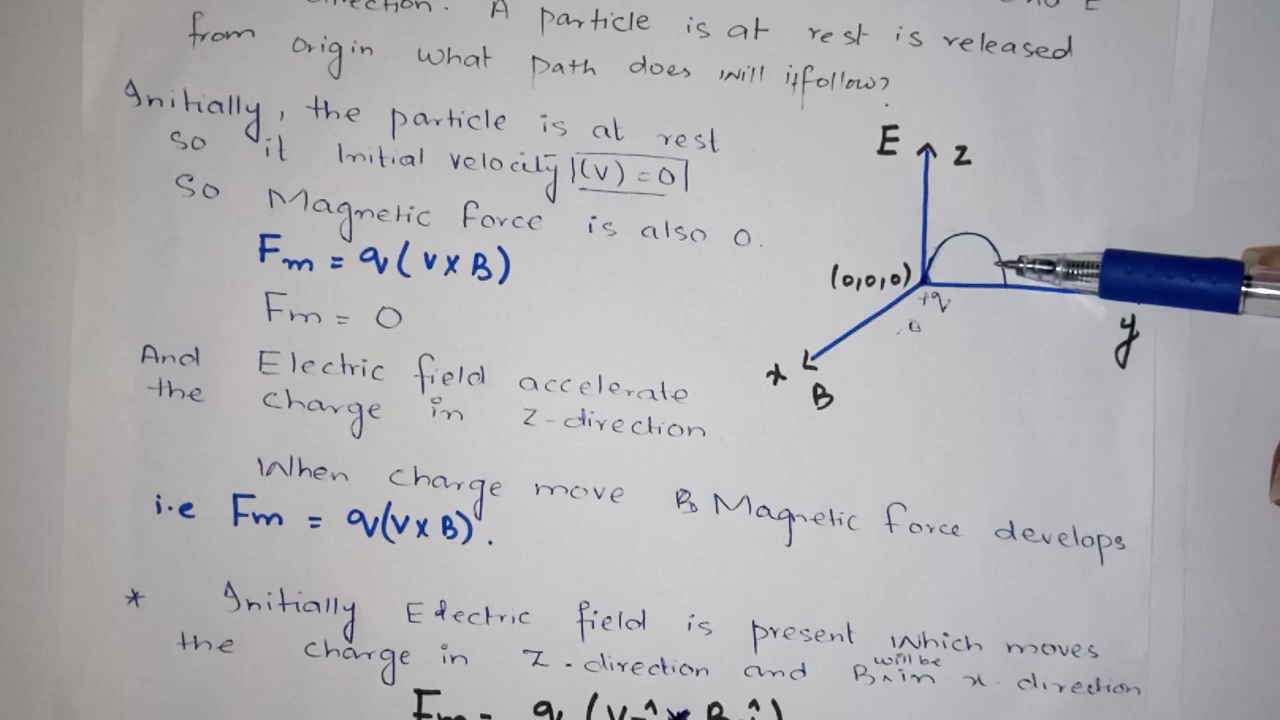 A particle is at rest is released
from origin what path does will it follow?
Initially, the particle is at rest
so it Initial velocity |(v) = 0|
So Magnetic force is also 0.
Fm = q(v×B)
Fm = 0
And Electric field accelerate
the charge in z-direction
When charge move B Magnetic force develops
i.e Fm = q(v×B).
* Initially Electric field is present which moves
the charge in z-direction and B will be in x-direction
Fm = q
E
z
(0,0,0)
+q
y
x
B